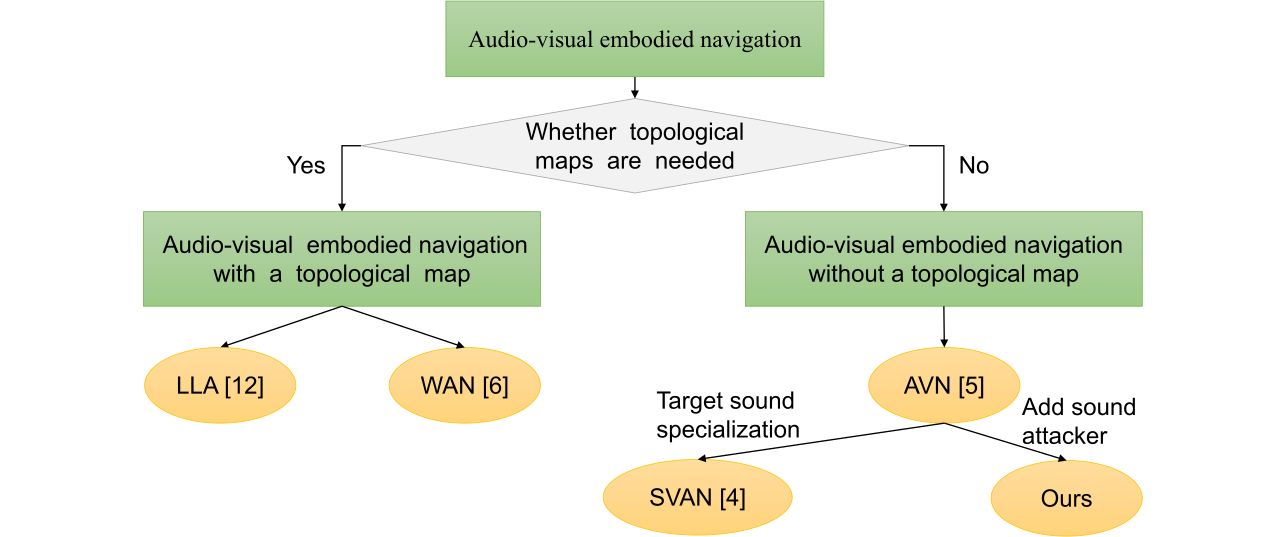 Audio-visual embodied navigation
Whether topological
maps are needed
Yes
No
Audio-visual embodied navigation
with a topological map
Audio-visual embodied navigation
without a topological map
LLA [12]
WAN [6]
AVN [5]
Target sound
specialization
Add sound
attacker
SVAN [4]
Ours